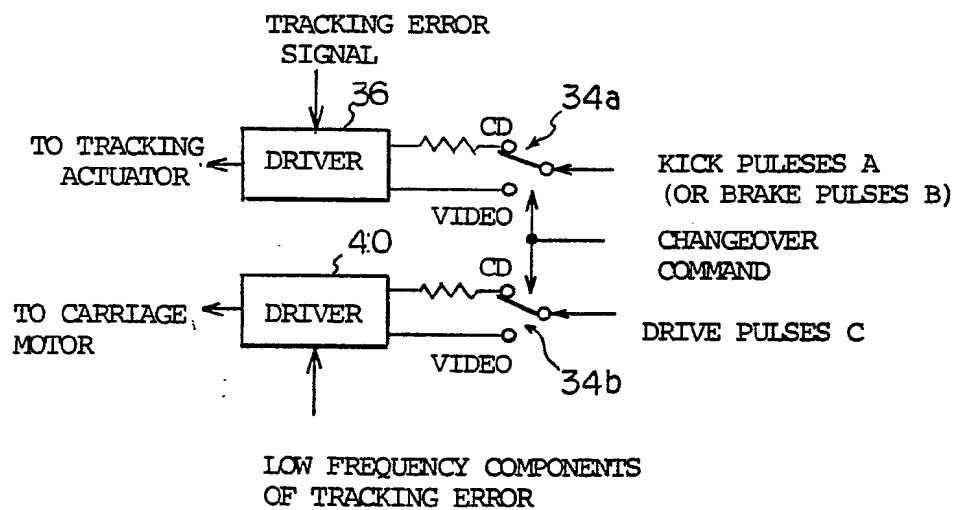 TRACKING ERROR
SIGNAL
36
34a
CD
TO TRACKING
ACTUATOR
DRIVER
KICK PULESES A
(OR BRAKE PULSES B)
VIDEO
40
CHANGEOVER
COMMAND
CD
TO CARRIAGE
MOTOR
DRIVER
DRIVE PULSES C
VIDEO
34b
LOW FREQUENCY COMPONENTS
OF TRACKING ERROR